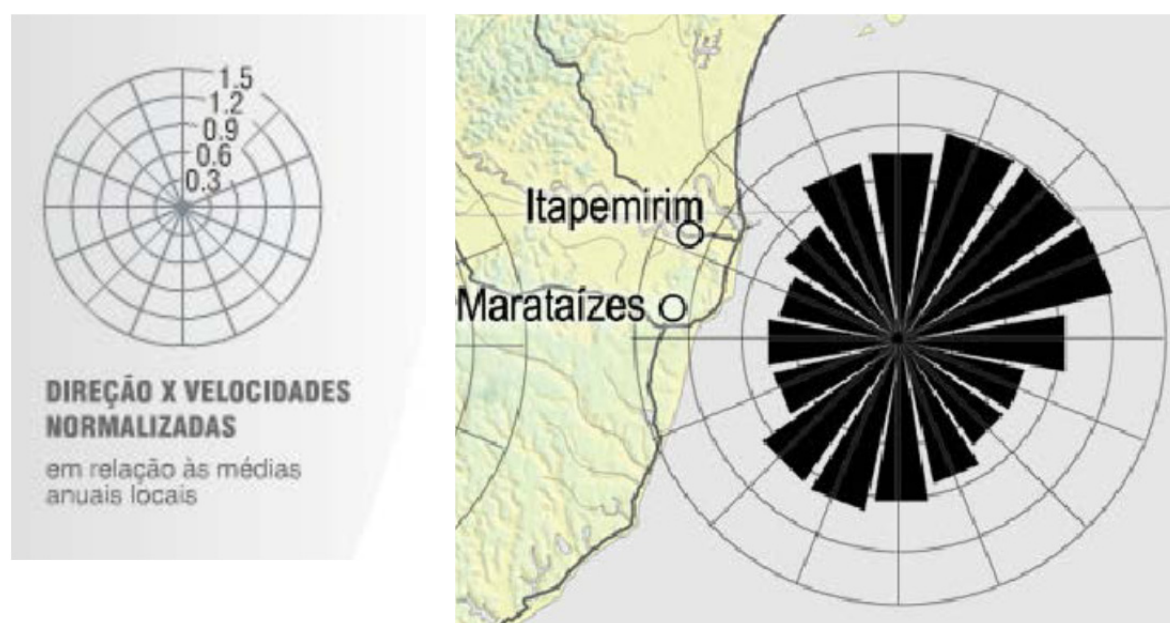 1.5
1.2
0.9
0.6
0.3
DIREÇÃO X VELOCIDADES
NORMALIZADAS
em relação às médias
anuais locais
Itapemirim
Marataízes